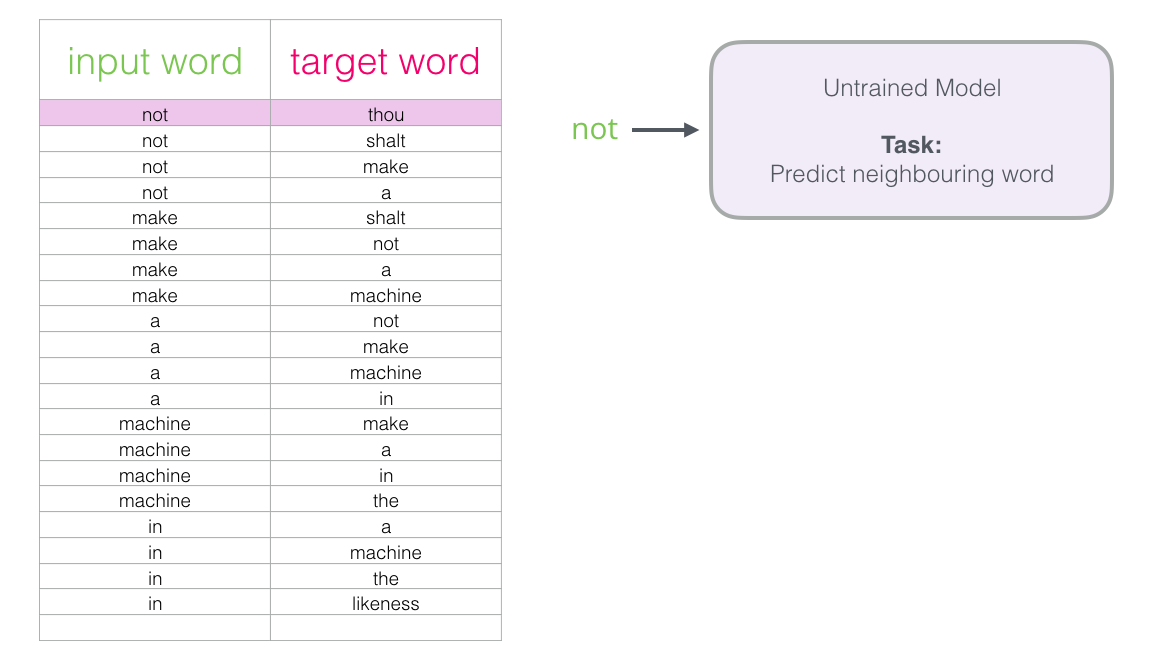 input word target word
not thou
not shalt
not make
not a
make shalt
make not
make a
make machine
a not
a make
a machine
a in
machine make
machine a
machine in
machine the
in a
in machine
in the
in likeness
not
Untrained Model
Task:
Predict neighbouring word